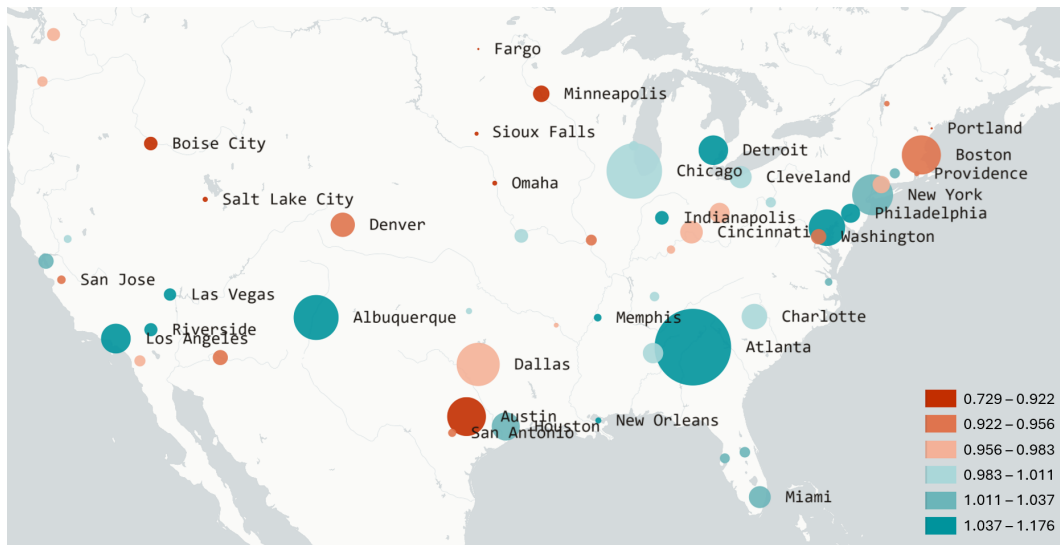 Fargo
Minneapolis
Portland
Sioux Falls
Boise City
Detroit
Boston
Chicago
Providence
Cleveland
Omaha
New York
Salt Lake City
Philadelphia
Indianapolis
Denver
Cincinnati
Washington
San Jose
Las Vegas
Albuquerque
Memphis
Charlotte
Riverside
Los Angeles
Atlanta
Dallas
Austin
New Orleans
Houston
San Antonio
Miami
0.729 – 0.922
0.922 – 0.956
0.956 – 0.983
0.983 – 1.011
1.011 – 1.037
1.037 – 1.176